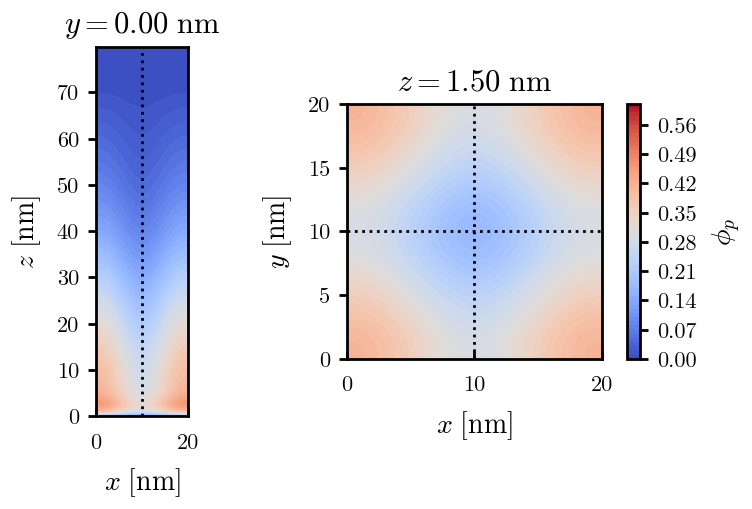 y = 0.00 nm
70
60
50
40
30
20
10
0
z [nm]
0 20
x [nm]
z = 1.50 nm
20
15
10
5
0
y [nm]
0 10 20
x [nm]
0.56
0.49
0.42
0.35
0.28
0.21
0.14
0.07
0.00
ϕp